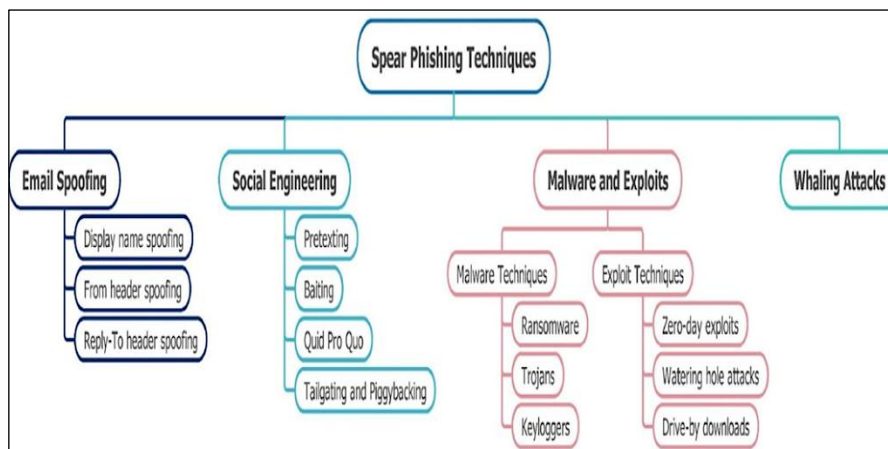 Spear Phishing Techniques
Email Spoofing
Social Engineering
Malware and Exploits
Whaling Attacks
Display name spoofing
From header spoofing
Reply-To header spoofing
Pretexting
Baiting
Quid Pro Quo
Tailgating and Piggybacking
Malware Techniques
Exploit Techniques
Ransomware
Trojans
Keyloggers
Zero-day exploits
Watering hole attacks
Drive-by downloads